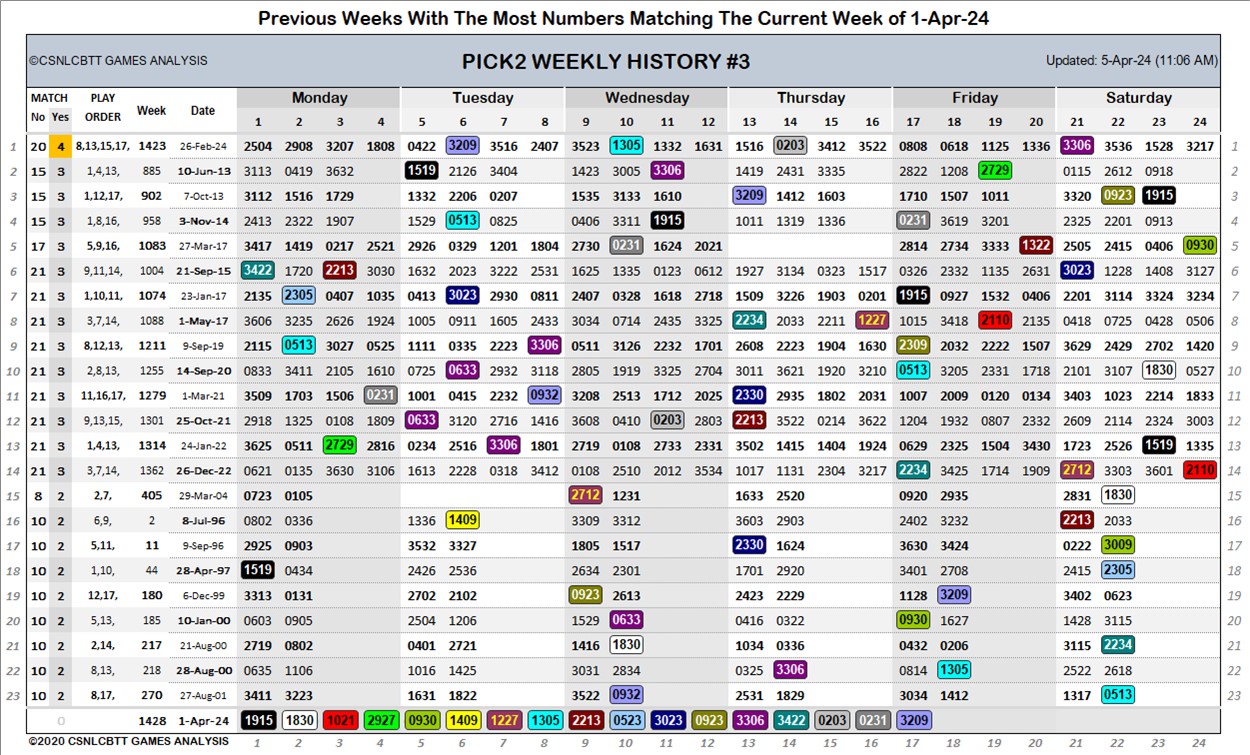 Previous Weeks With The Most Numbers Matching The Current Week of 1-Apr-24
©CSNLCBTT GAMES ANALYSIS PICK2 WEEKLY HISTORY #3 Updated: 5-Apr-24 (11:06 AM)
MATCH PLAY Week Date Monday Tuesday Wednesday Thursday Friday Saturday
No Yes ORDER 1 2 3 4 5 6 7 8 9 10 11 12 13 14 15 16 17 18 19 20 21 22 23 24
1 20 4 8,13,15,17, 1423 26-Feb-24 2504 2908 3207 1808 0422 3209 3516 2407 3523 1305 1332 1631 1516 0203 3412 3522 0808 0618 1125 1336 3306 3536 1528 3217 1
2 15 3 1,4,13, 885 10-Jun-13 3113 0419 3632 1519 2126 3404 1423 3005 3306 1419 2431 3335 2822 1208 2729 0115 2612 0918 2
3 15 3 1,12,17, 902 7-Oct-13 3112 1516 1729 1332 2206 0207 1535 3133 1610 3209 1412 1603 1710 1507 1011 3320 0923 1915 3
4 15 3 1,8,16, 958 3-Nov-14 2413 2322 1907 1529 0513 0825 0406 3311 1915 1011 1319 1336 0231 3619 3201 2325 2201 0913 4
5 17 3 5,9,16, 1083 27-Mar-17 3417 1419 0217 2521 2926 0329 1201 1804 2730 0231 1624 2021 2814 2734 3333 1322 2505 2415 0406 0930 5
6 21 3 9,11,14, 1004 21-Sep-15 3422 1720 2213 3030 1632 2023 3222 2531 1625 1335 0123 0612 1927 3134 0323 1517 0326 2332 1135 2631 3023 1228 1408 3127 6
7 21 3 1,10,11, 1074 23-Jan-17 2135 2305 0407 1035 0413 3023 2930 0811 2407 0328 1618 2718 1509 3226 1903 0201 1915 0927 1532 0406 2201 3114 3324 3234 7
8 21 3 3,7,14, 1088 1-May-17 3606 3235 2626 1924 1005 0911 1605 2433 3034 0714 2435 3325 2234 2033 2211 1227 1015 3418 2110 2135 0418 0725 0428 0506 8
9 21 3 8,12,13, 1211 9-Sep-19 2115 0513 3027 0525 1111 0335 2223 3306 0511 3126 2232 1701 2608 2223 1904 1630 2309 2032 2222 1507 3629 2429 2702 1420 9
10 21 3 2,8,13, 1255 14-Sep-20 0833 3411 2105 1610 0725 0633 2932 3118 2805 1919 3325 2704 3011 3621 1920 3210 0513 3205 2331 1718 2101 3107 1830 0527 10
11 21 3 11,16,17, 1279 1-Mar-21 3509 1703 1506 0231 1001 0415 2232 0932 3208 2513 1712 2025 2330 2935 1802 2031 1007 2009 0120 0134 3403 1023 2214 1833 11
12 21 3 9,13,15, 1301 25-Oct-21 2918 1325 0108 1809 0633 3120 2716 1416 3608 0410 0203 2803 2213 3522 0214 3622 1204 1932 0807 2332 2609 2114 2324 3003 12
13 21 3 1,4,13, 1314 24-Jan-22 3625 0511 2729 2816 0234 2516 3306 1801 2719 0108 2733 2331 3502 1415 1404 1924 0629 2325 1504 3430 1723 2526 1519 1335 13
14 21 3 3,7,14, 1362 26-Dec-22 0621 0135 3630 3106 1613 2228 0318 3412 0108 2510 2012 3534 1017 1131 2304 3217 2234 3425 1714 1909 2712 3303 3601 2110 14
15 8 2 2,7, 405 29-Mar-04 0723 0105 2712 1231 1633 2520 0920 2935 2831 1830 15
16 10 2 6,9, 2 8-Jul-96 0802 0336 1336 1409 3309 3312 3603 2903 2402 3232 2213 2033 16
17 10 2 5,11, 11 9-Sep-96 2925 0903 3532 3327 1805 1517 2330 1624 3630 3424 0222 3009 17
18 10 2 1,10, 44 28-Apr-97 1519 0434 2426 2536 2634 2301 1701 2920 3401 2708 2415 2305 18
19 10 2 12,17, 180 6-Dec-99 3313 0131 2702 2102 0923 2613 2423 2229 1128 3209 3402 0623 19
20 10 2 5,13, 185 10-Jan-00 0603 0905 2504 1206 1529 0633 0416 0322 0930 1627 1428 3115 20
21 10 2 2,14, 217 21-Aug-00 2719 0802 0401 2721 1416 1830 1034 0336 0432 0206 3115 2234 21
22 10 2 8,13, 218 28-Aug-00 0635 1106 1016 1425 3031 2834 0325 3306 0814 1305 2522 2618 22
23 10 2 8,17, 270 27-Aug-01 3411 3223 1631 1822 3522 0932 2531 1829 3034 1412 1317 0513 23
0 1428 1-Apr-24 1915 1830 1021 2927 0930 1409 1227 1305 2213 0523 3023 0923 3306 3422 0203 0231 3209
©2020 CSNLCBTT GAMES ANALYSIS 1 2 3 4 5 6 7 8 9 10 11 12 13 14 15 16 17 18 19 20 21 22 23 24